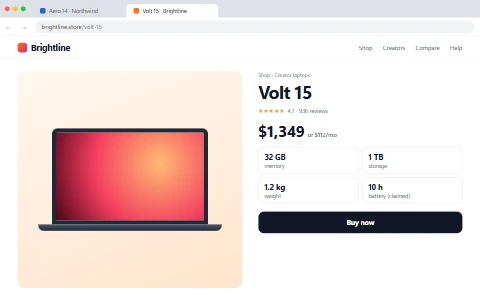 Aero 14 · Northwind
Volt 15 · Brightline
brightline.store/volt-15
Brightline
Shop Creators Compare Help
Shop · Creator laptops
Volt 15
★★★★★ 4.7 · 936 reviews
$1,349 or $112/mo
32 GB
memory
1 TB
storage
1.2 kg
weight
10 h
battery (claimed)
Buy now